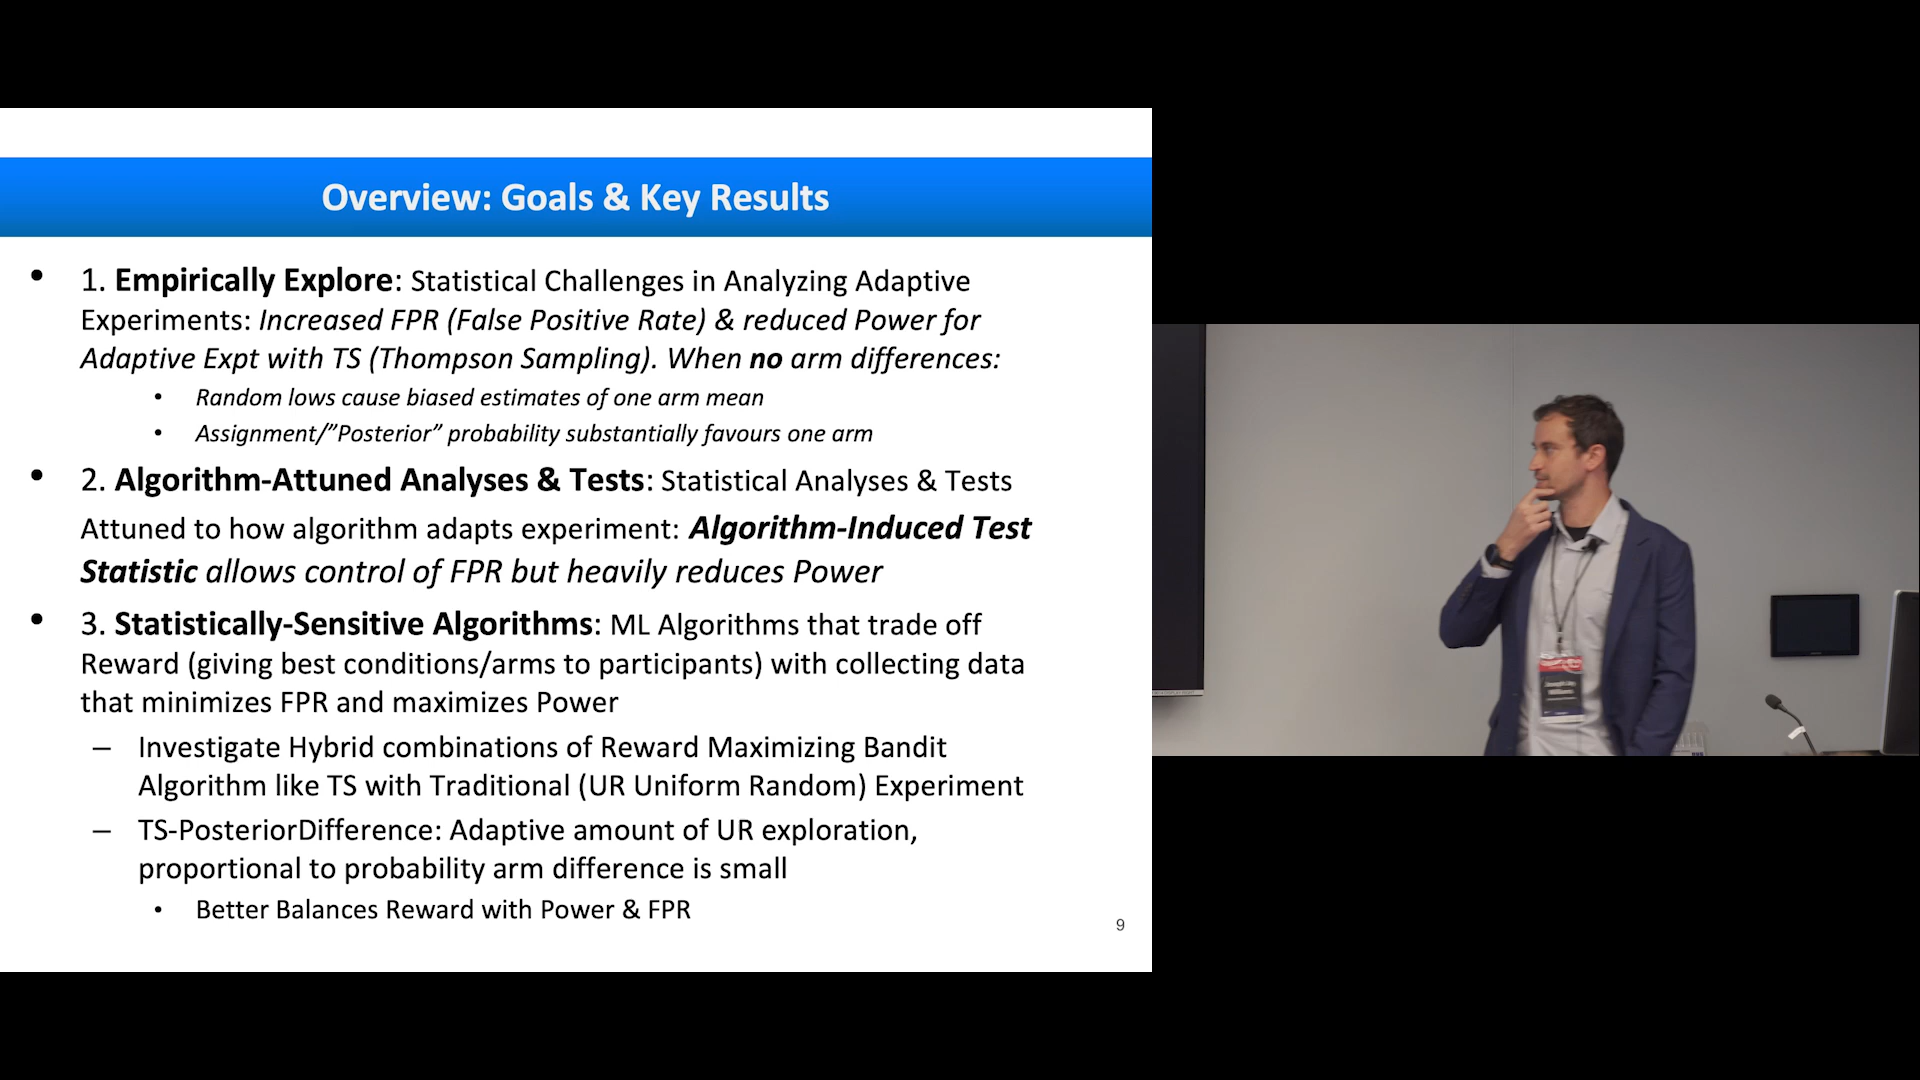 Overview: Goals & Key Results
• 1. Empirically Explore: Statistical Challenges in Analyzing Adaptive
Experiments: Increased FPR (False Positive Rate) & reduced Power for
Adaptive Expt with TS (Thompson Sampling). When no arm differences:
• Random lows cause biased estimates of one arm mean
• Assignment/”Posterior” probability substantially favours one arm
• 2. Algorithm-Attuned Analyses & Tests: Statistical Analyses & Tests
Attuned to how algorithm adapts experiment: Algorithm-Induced Test
Statistic allows control of FPR but heavily reduces Power
• 3. Statistically-Sensitive Algorithms: ML Algorithms that trade off
Reward (giving best conditions/arms to participants) with collecting data
that minimizes FPR and maximizes Power
– Investigate Hybrid combinations of Reward Maximizing Bandit
Algorithm like TS with Traditional (UR Uniform Random) Experiment
– TS-PosteriorDifference: Adaptive amount of UR exploration,
proportional to probability arm difference is small
• Better Balances Reward with Power & FPR
9